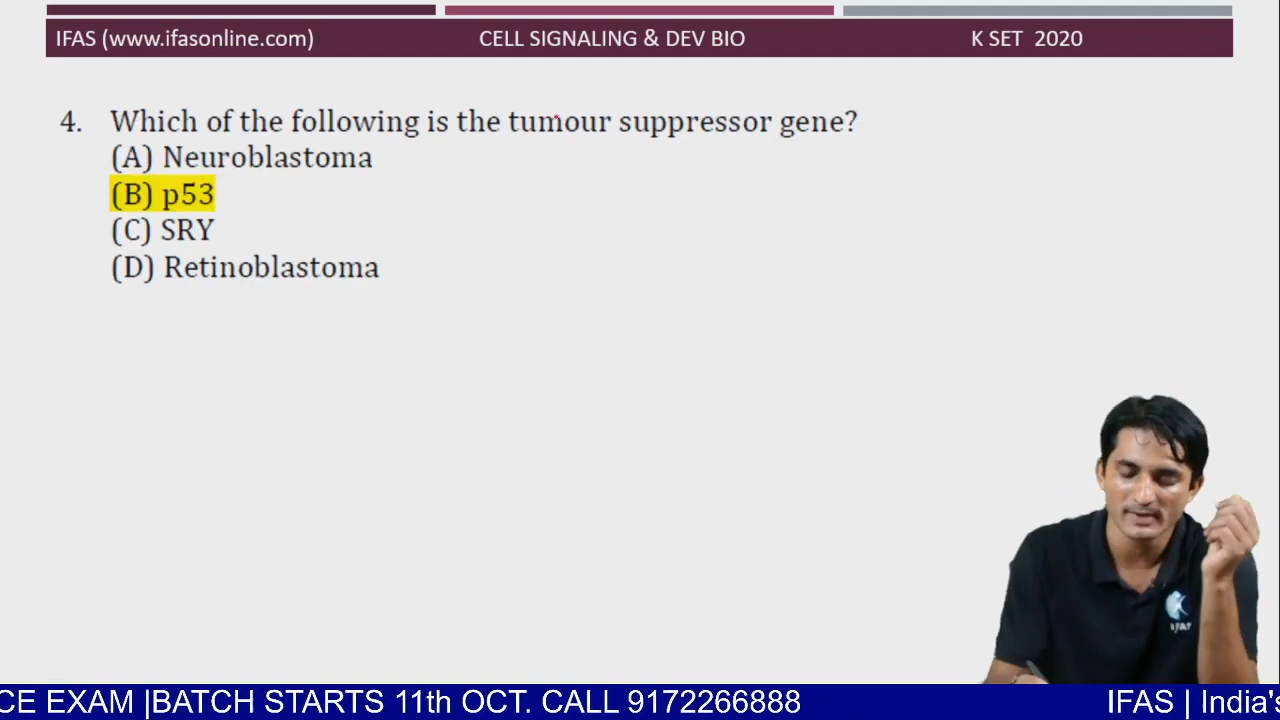 IFAS (www.ifasonline.com) CELL SIGNALING & DEV BIO K SET 2020
4. Which of the following is the tumour suppressor gene?
(A) Neuroblastoma
(B) p53
(C) SRY
(D) Retinoblastoma
IFAS
CE EXAM |BATCH STARTS 11th OCT. CALL 9172266888 IFAS | India's